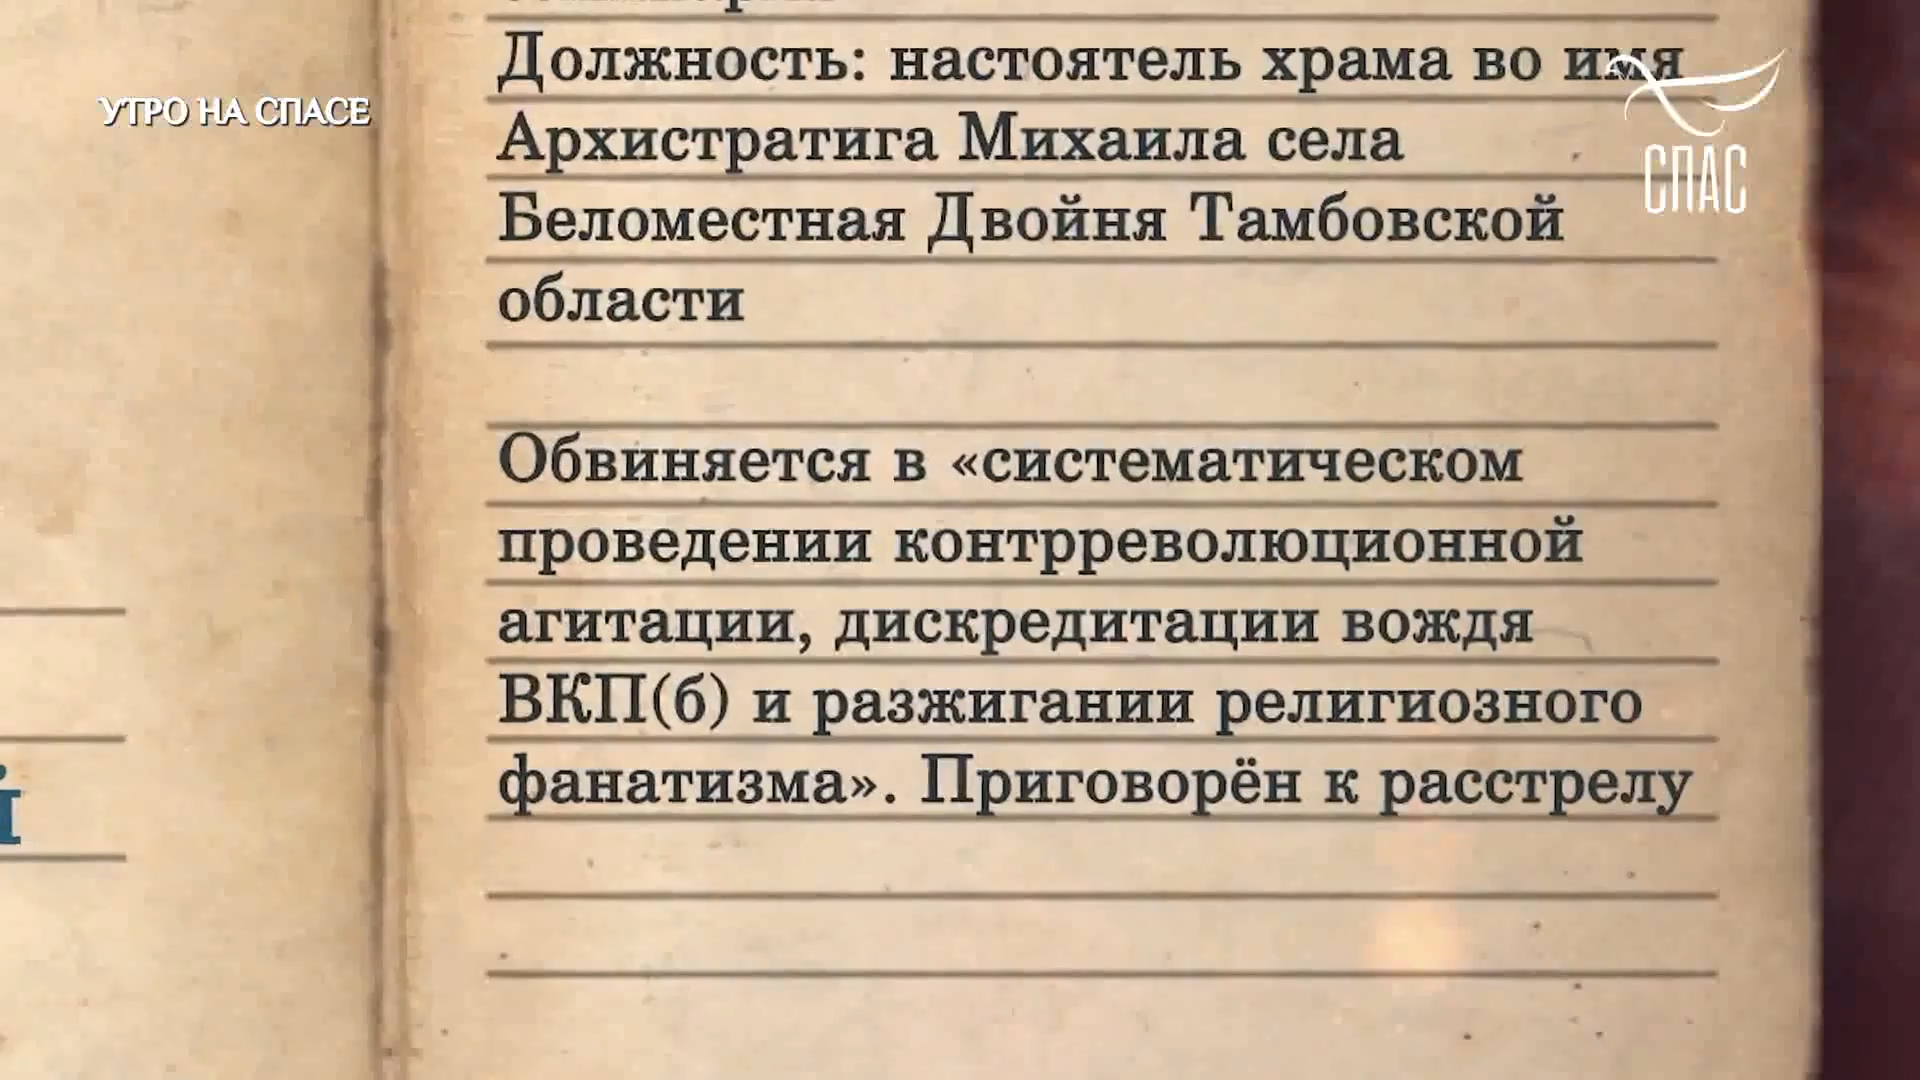 УТРО НА СПАСЕ
СПАС
Должность: настоятель храма во имя
Архистратига Михаила села
Беломестная Двойня Тамбовской
области
Обвиняется в «систематическом
проведении контрреволюционной
агитации, дискредитации вождя
ВКП(б) и разжигании религиозного
фанатизма». Приговорён к расстрелу
й